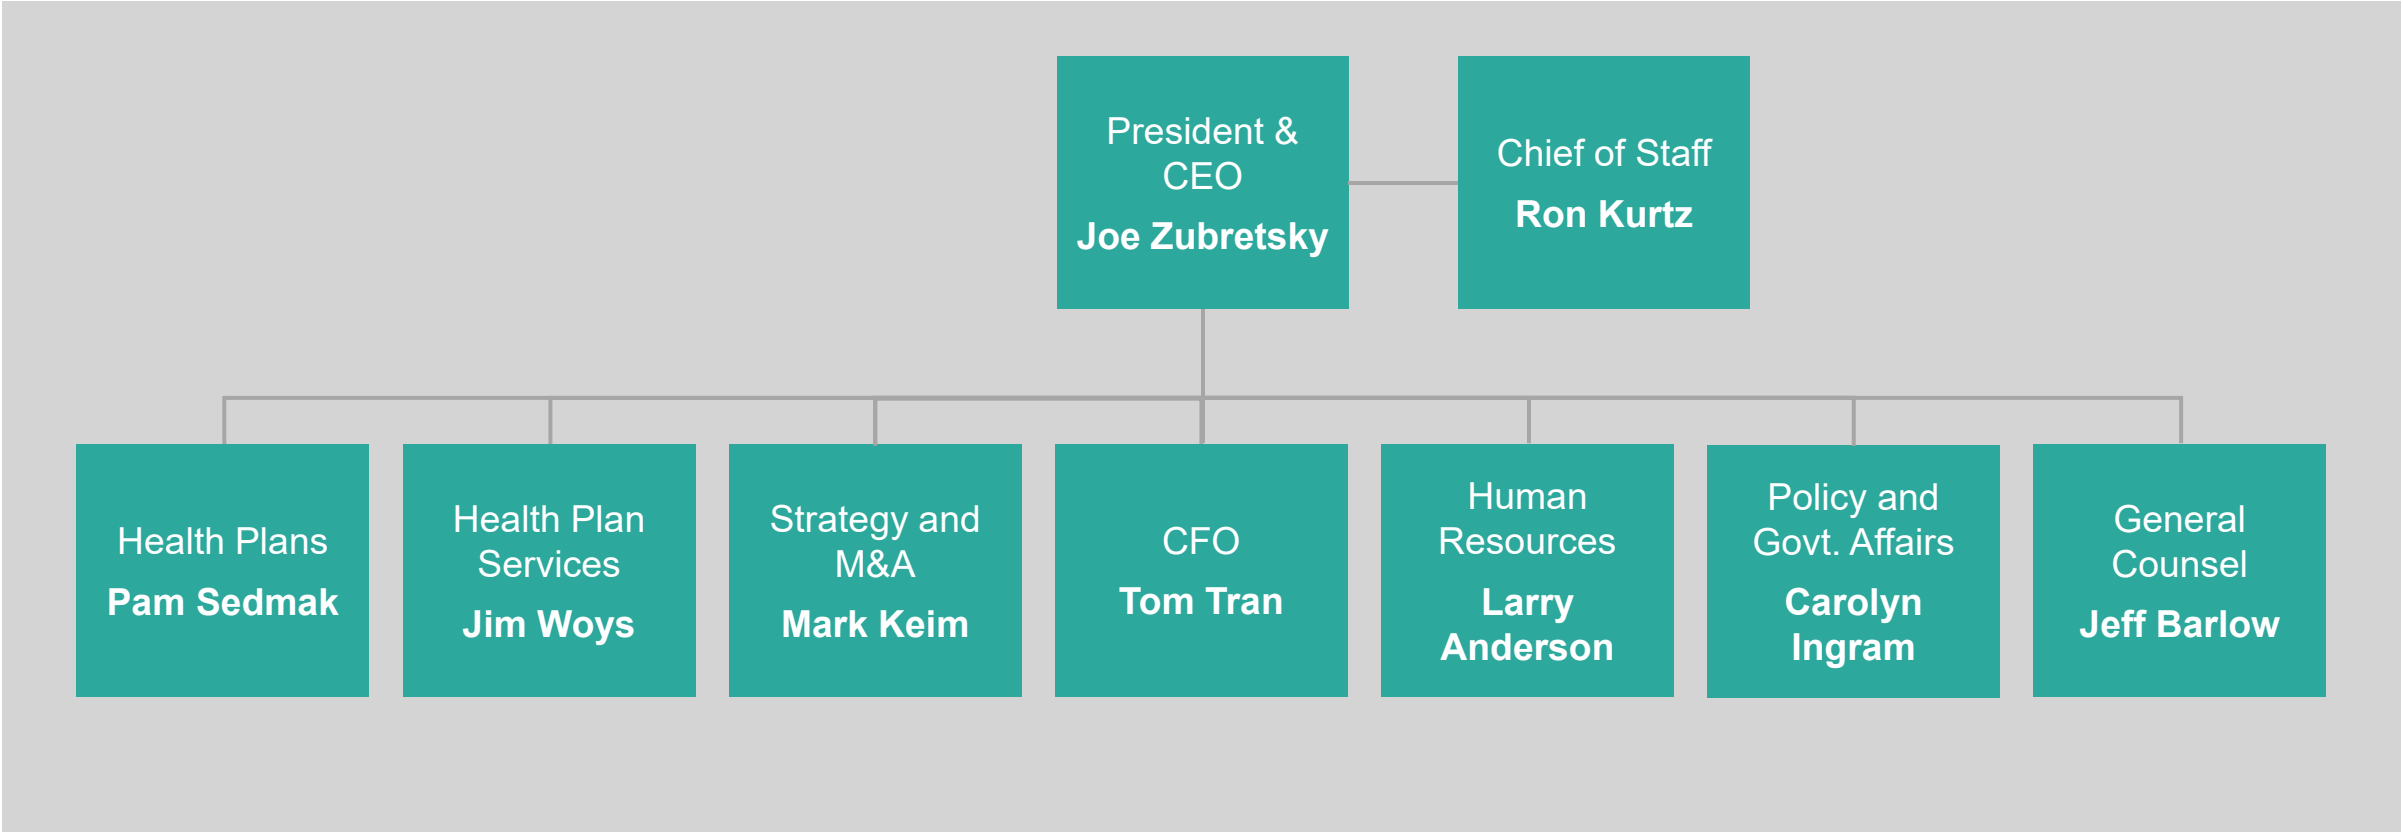 President &
CEO
Joe Zubretsky
Chief of Staff
Ron Kurtz
Health Plans
Pam Sedmak
Health Plan
Services
Jim Woys
Strategy and
M&A
Mark Keim
CFO
Tom Tran
Human
Resources
Larry
Anderson
Policy and
Govt. Affairs
Carolyn
Ingram
General
Counsel
Jeff Barlow